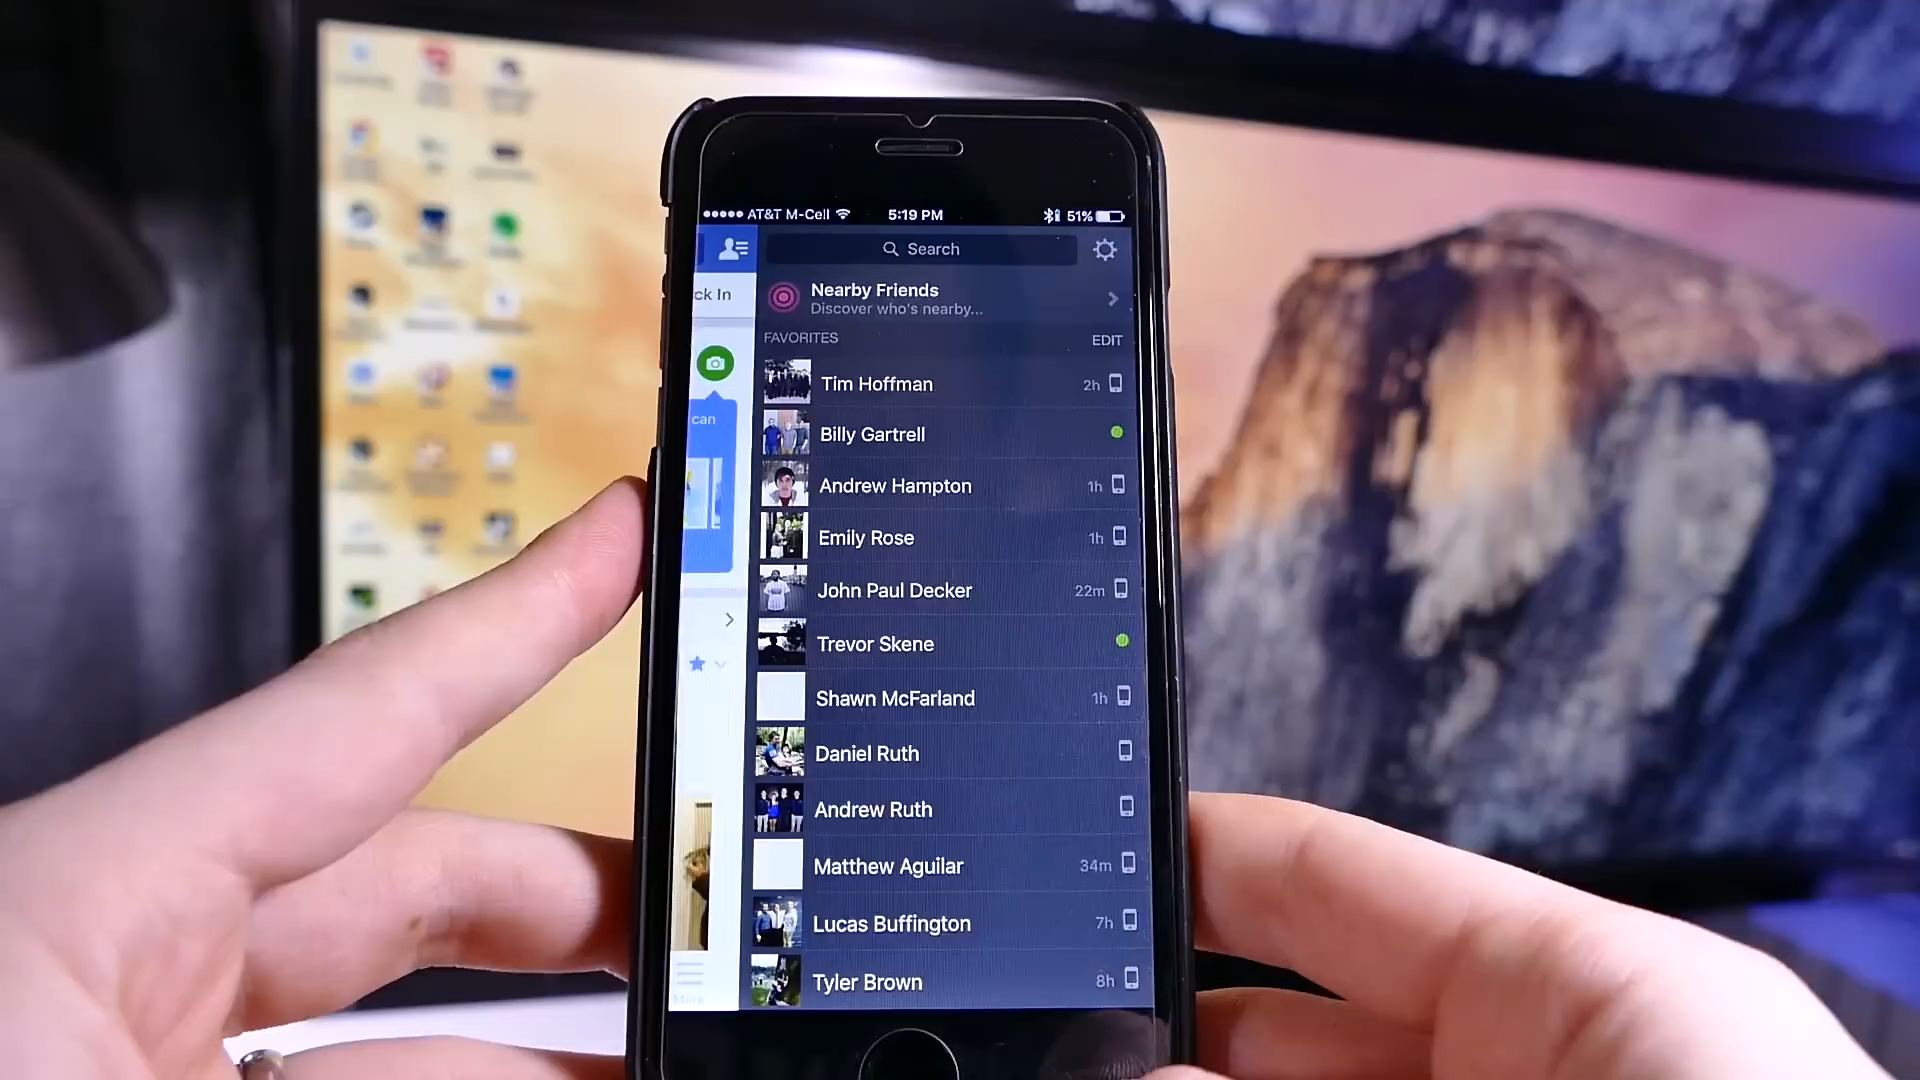 AT&T M-Cell 5:19 PM 51%
Search
ck In
Nearby Friends
Discover who's nearby...
FAVORITES EDIT
Tim Hoffman 2h
can
Billy Gartrell
Andrew Hampton 1h
Emily Rose 1h
John Paul Decker 22m
Trevor Skene
Shawn McFarland 1h
Daniel Ruth
Andrew Ruth
Matthew Aguilar 34m
Lucas Buffington 7h
Tyler Brown 8h
More